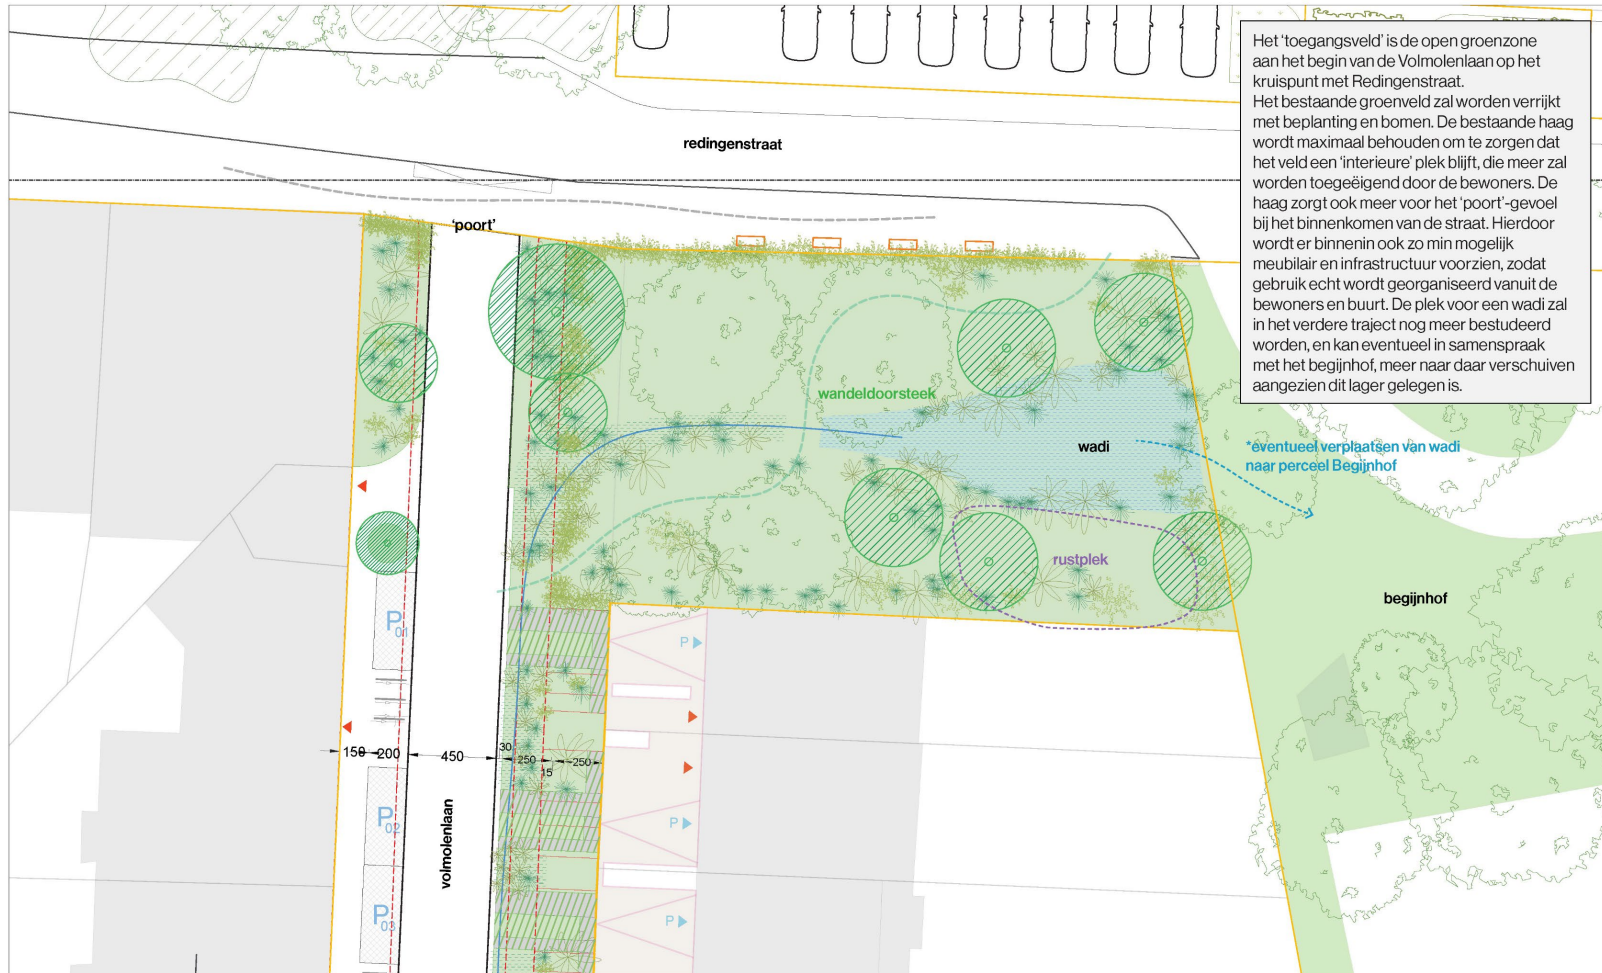 Het ‘toegangsveld’ is de open groenzone
aan het begin van de Volmolenlaan op het
kruispunt met Redingenstraat.
Het bestaande groenveld zal worden verrijkt
met beplanting en bomen. De bestaande haag
wordt maximaal behouden om te zorgen dat
het veld een ‘interieure’ plek blijft, die meer zal
worden toegeëigend door de bewoners. De
haag zorgt ook meer voor het ‘poort’-gevoel
bij het binnenkomen van de straat. Hierdoor
wordt er binnenin ook zo min mogelijk
meubilair en infrastructuur voorzien, zodat
gebruik echt wordt georganiseerd vanuit de
bewoners en buurt. De plek voor een wadi zal
in het verdere traject nog meer bestudeerd
worden, en kan eventueel in samenspraak
met het begijnhof, meer naar daar verschuiven
aangezien dit lager gelegen is.
redingenstraat
‘poort’
wandeldoorsteek
wadi
*eventueel verplaatsen van wadi
naar perceel Begijnhof
rustplek
begijnhof
P01
P
150 200 450 30 250 15 250
volmolenlaan
P02
P
P03
P